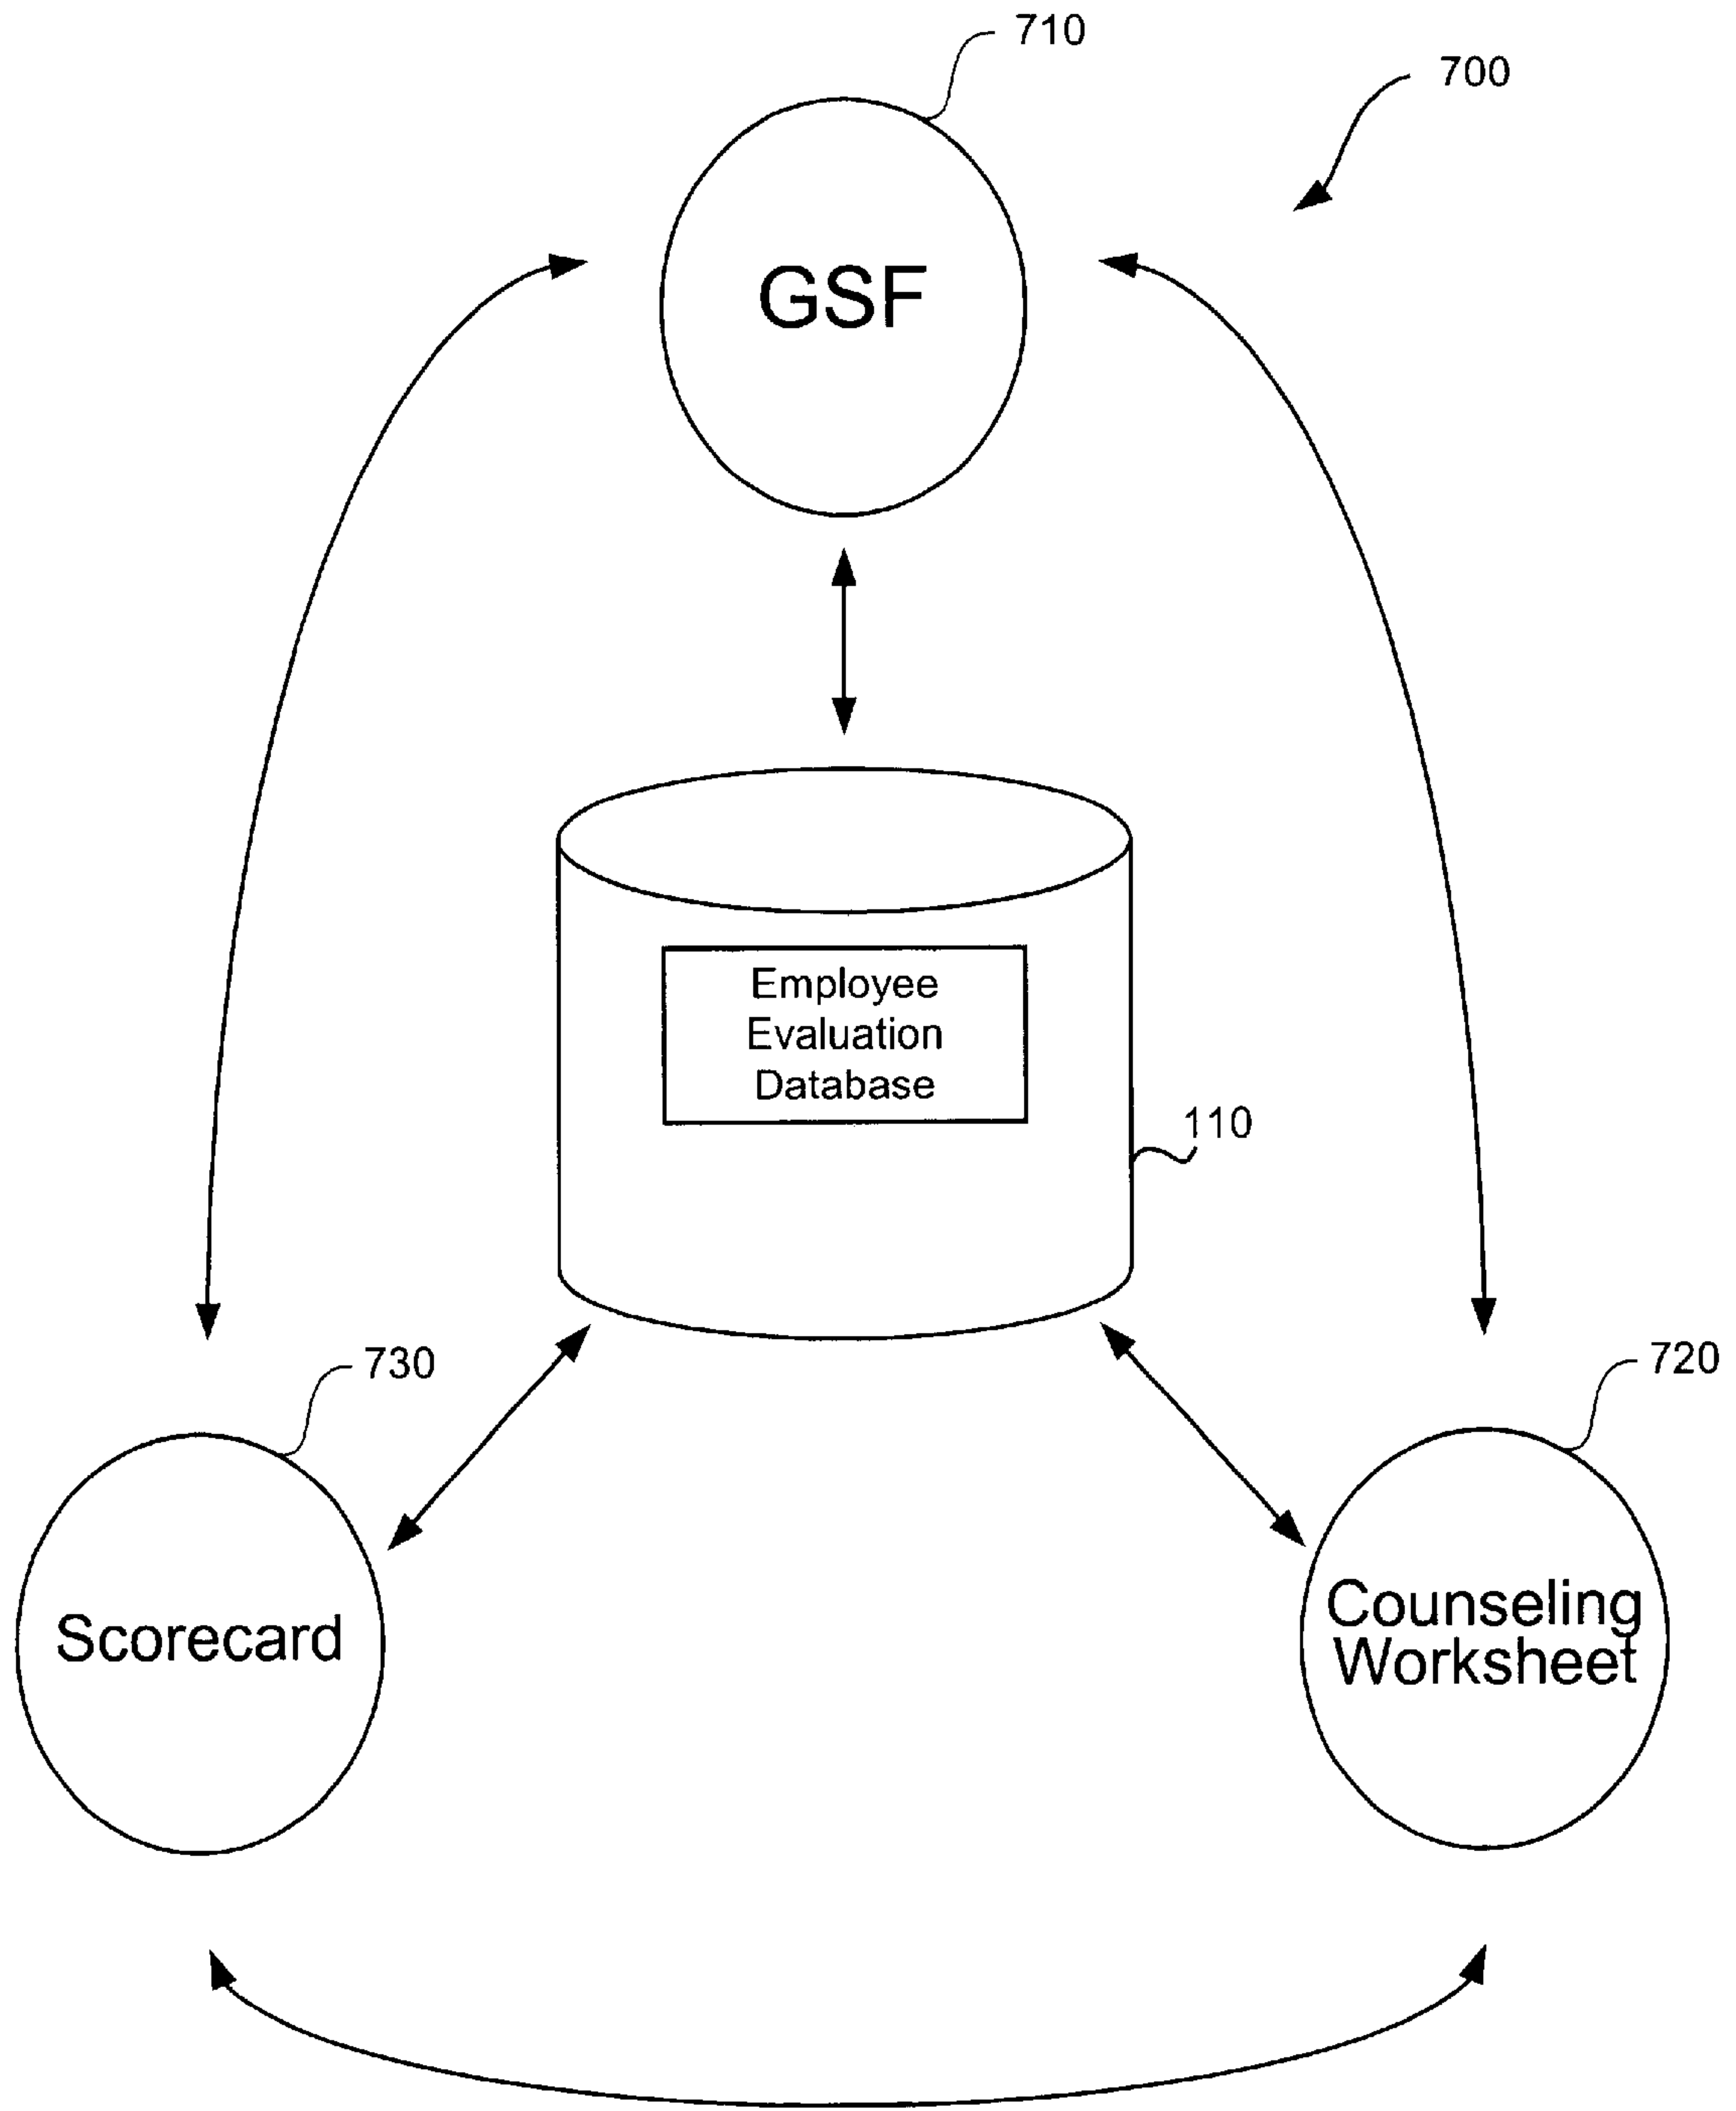 710
700
GSF
Employee
Evaluation
Database
110
730
720
Scorecard
Counseling
Worksheet